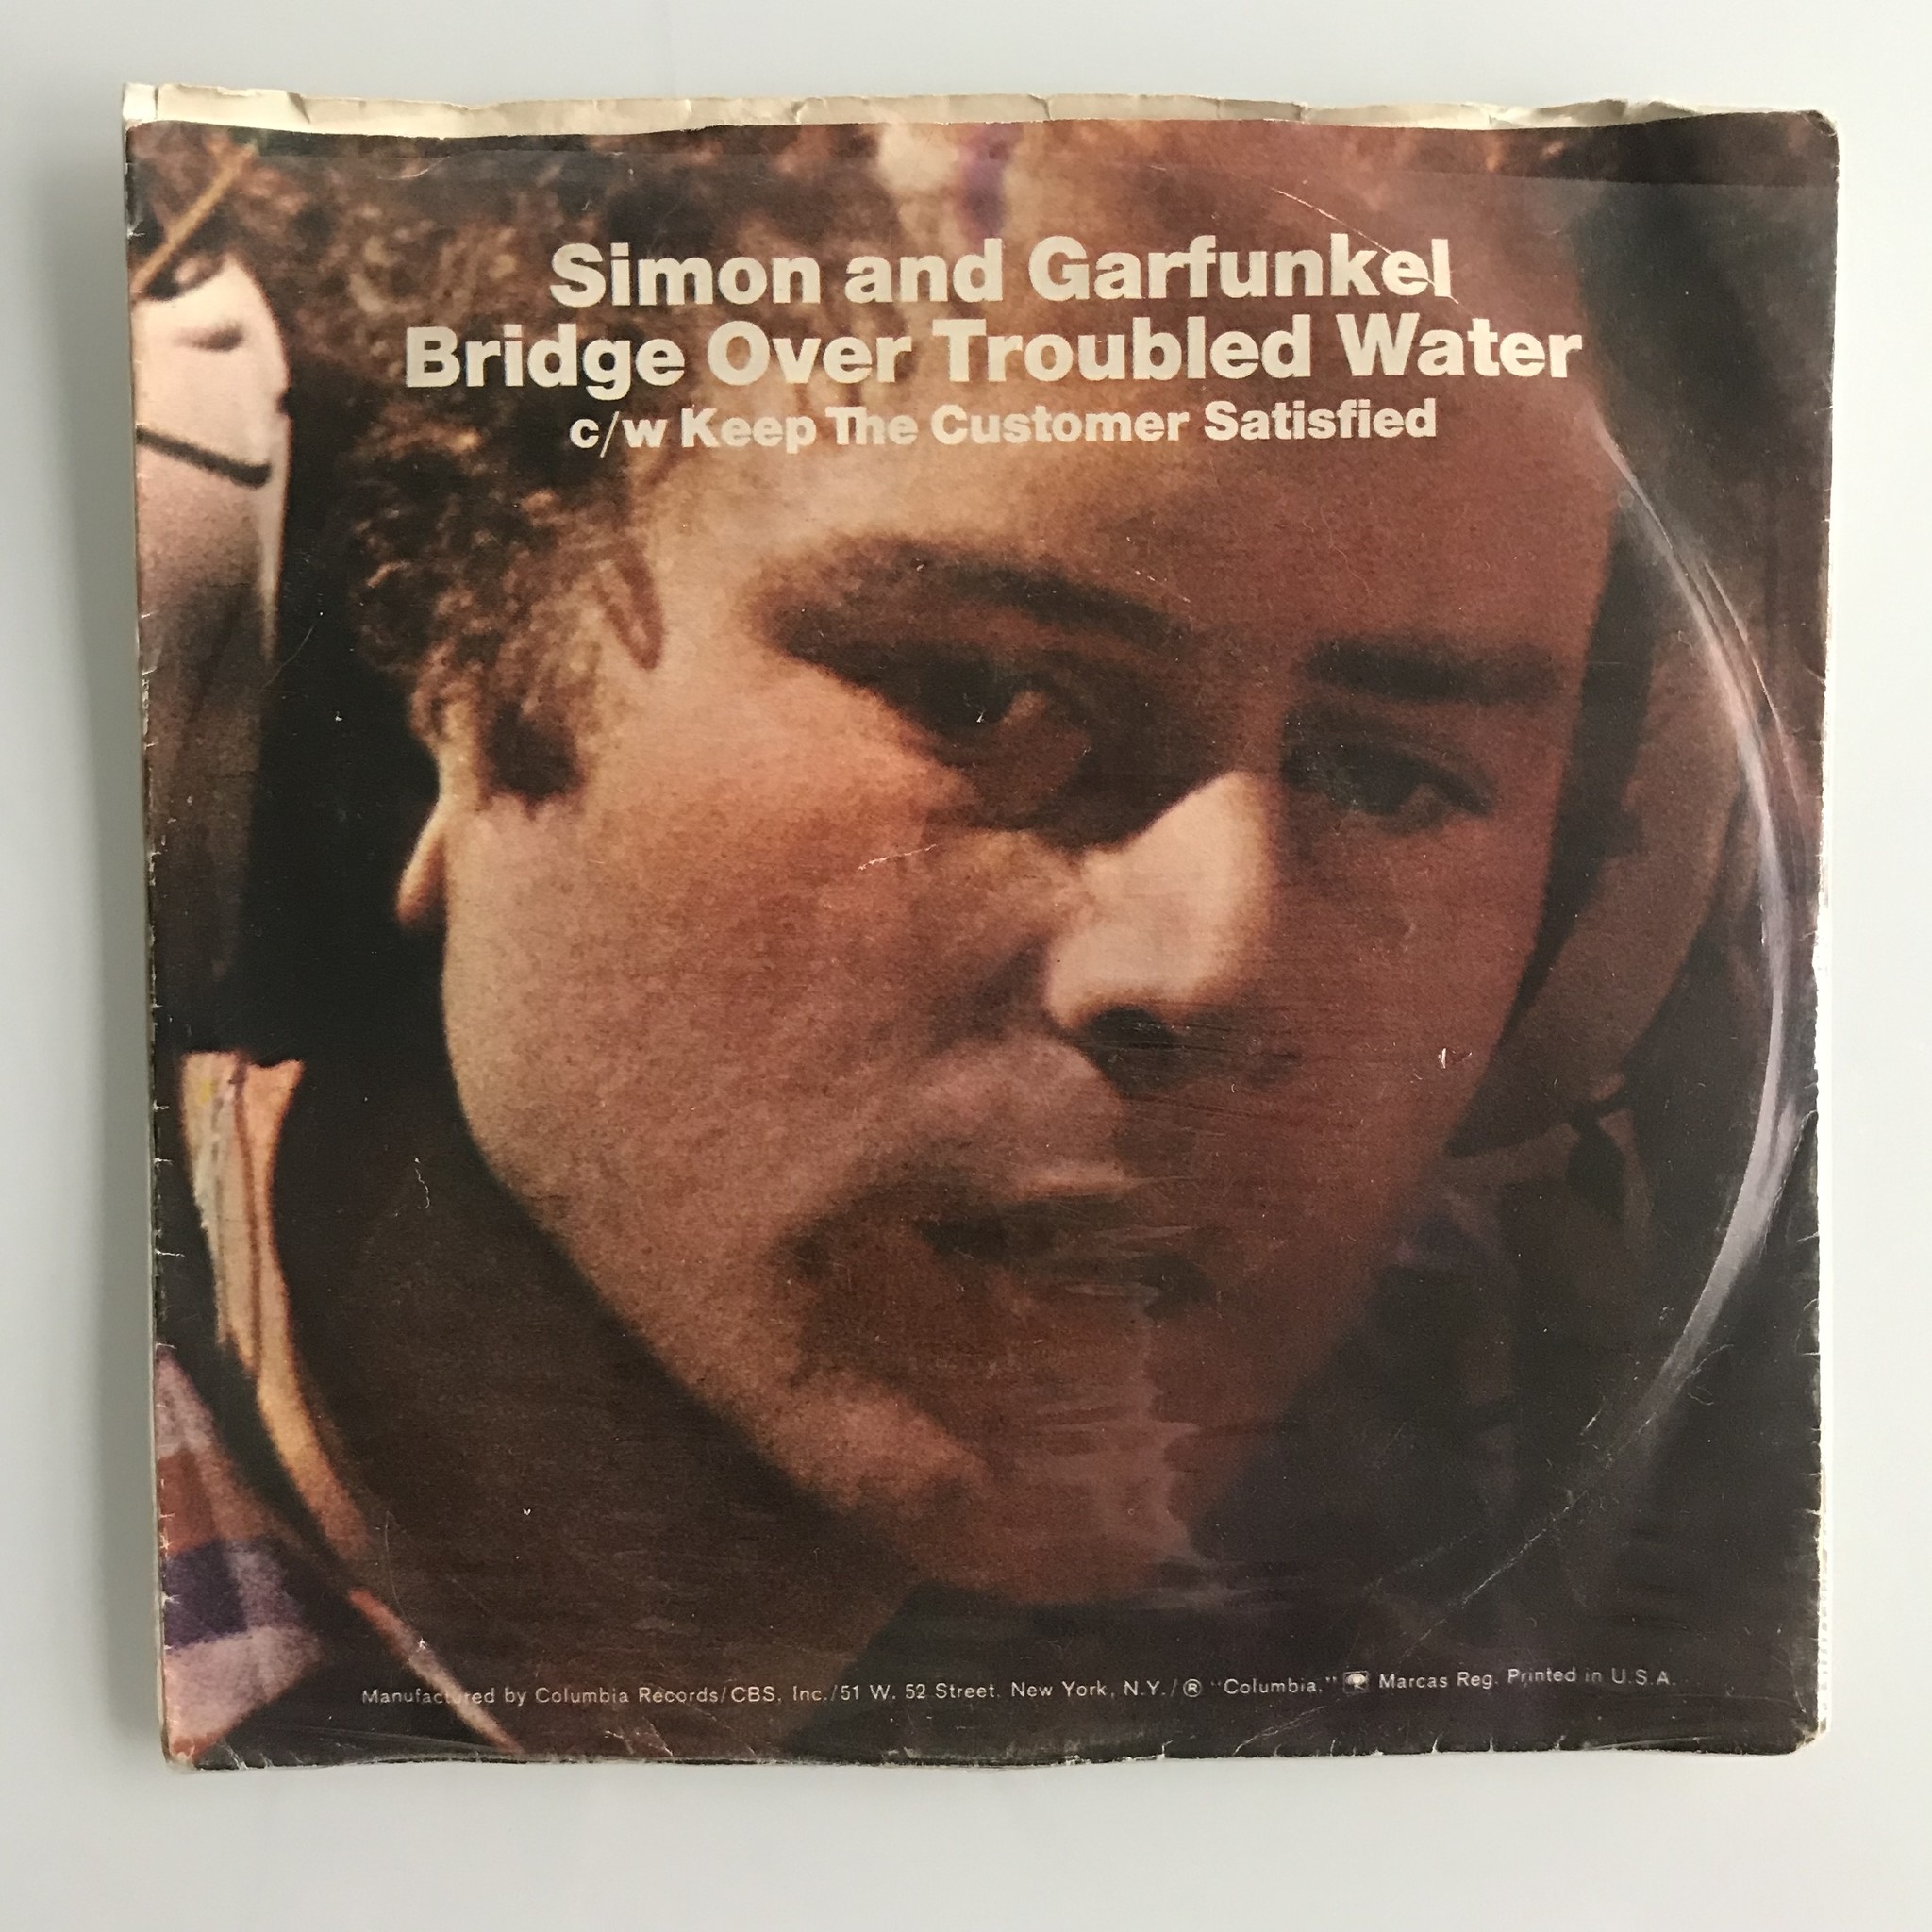 Simon and Garfunkel
Bridge Over Troubled Water
c/w Keep The Customer Satisfied
Manufactured by Columbia Records/CBS, Inc./51 W. 52 Street, New York, N.Y./® "Columbia," Marcas Reg. Printed in U.S.A.